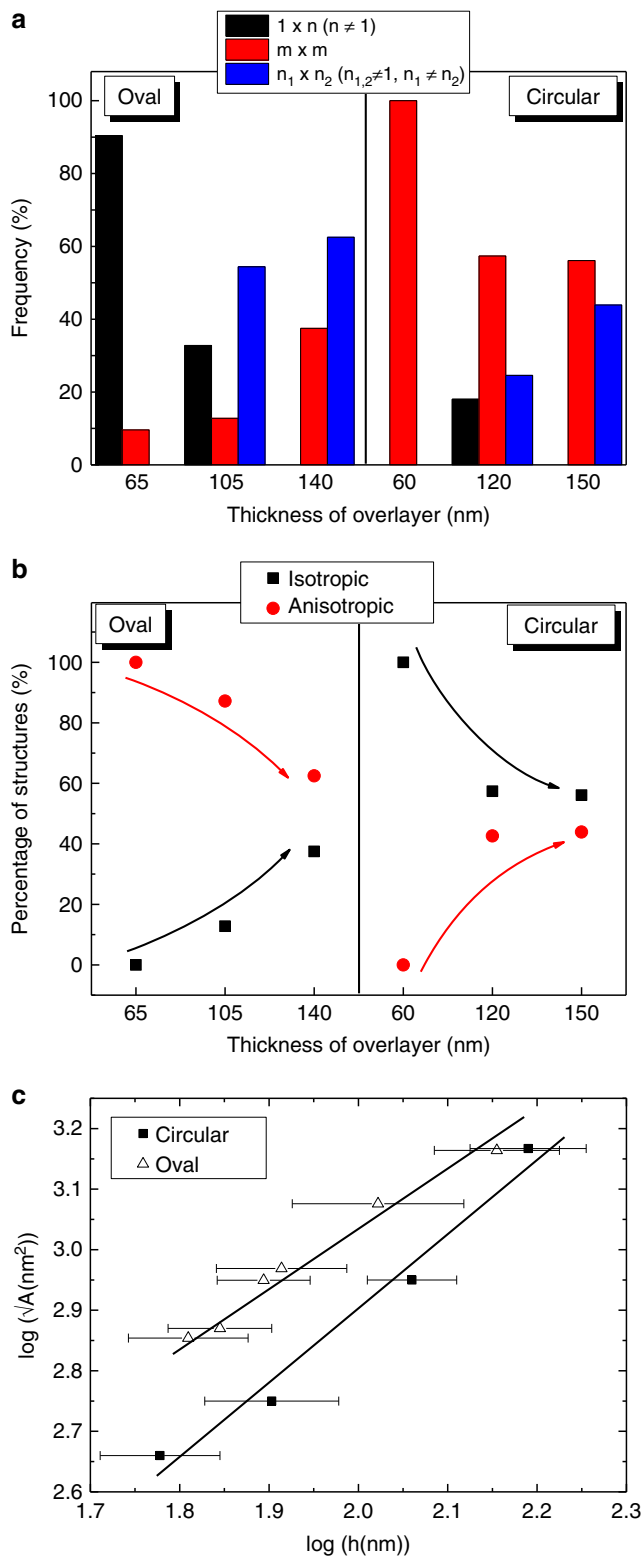 a
1 x n (n ≠ 1)
m x m
n₁ x n₂ (n₁,₂≠1, n₁ ≠ n₂)
Oval
Circular
100
80
60
40
20
0
Frequency (%)
65 105 140 60 120 150
Thickness of overlayer (nm)
b
Isotropic
Anisotropic
Oval
Circular
100
80
60
40
20
0
Percentage of structures (%)
65 105 140 60 120 150
Thickness of overlayer (nm)
c
Circular
Oval
3.2
3.1
3.0
2.9
2.8
2.7
2.6
log (√A(nm²))
1.7 1.8 1.9 2.0 2.1 2.2 2.3
log (h(nm))